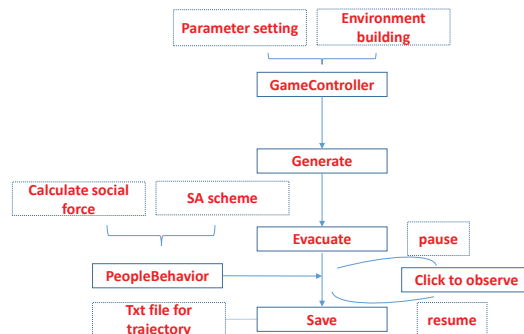 Parameter setting
Environment
building
GameController
Generate
Calculate social
force
SA scheme
Evacuate
pause
PeopleBehavior
Click to observe
Txt file for
trajectory
Save
resume